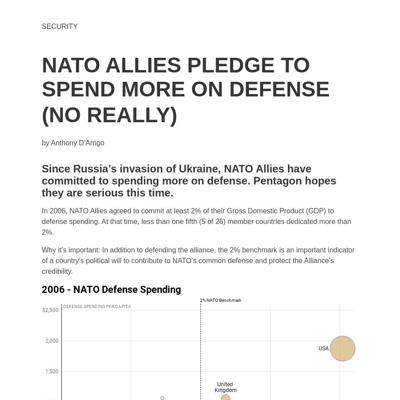 SECURITY
NATO ALLIES PLEDGE TO
SPEND MORE ON DEFENSE
(NO REALLY)
by Anthony D'Arrigo
Since Russia's invasion of Ukraine, NATO Allies have
committed to spending more on defense. Pentagon hopes
they are serious this time.
In 2006, NATO Allies agreed to commit at least 2% of their Gross Domestic Product (GDP) to
defense spending. At that time, less than one fifth (5 of 26) member countries dedicated more than
2%.
Why it's important: In addition to defending the alliance, the 2% benchmark is an important indicator
of a country's political will to contribute to NATO's common defense and protect the Alliance's
credibility.
2006 - NATO Defense Spending
2% NATO Benchmark
$2,500
DEFENSE SPENDING PER CAPITA
2,000
USA
1,500
United
Kingdom